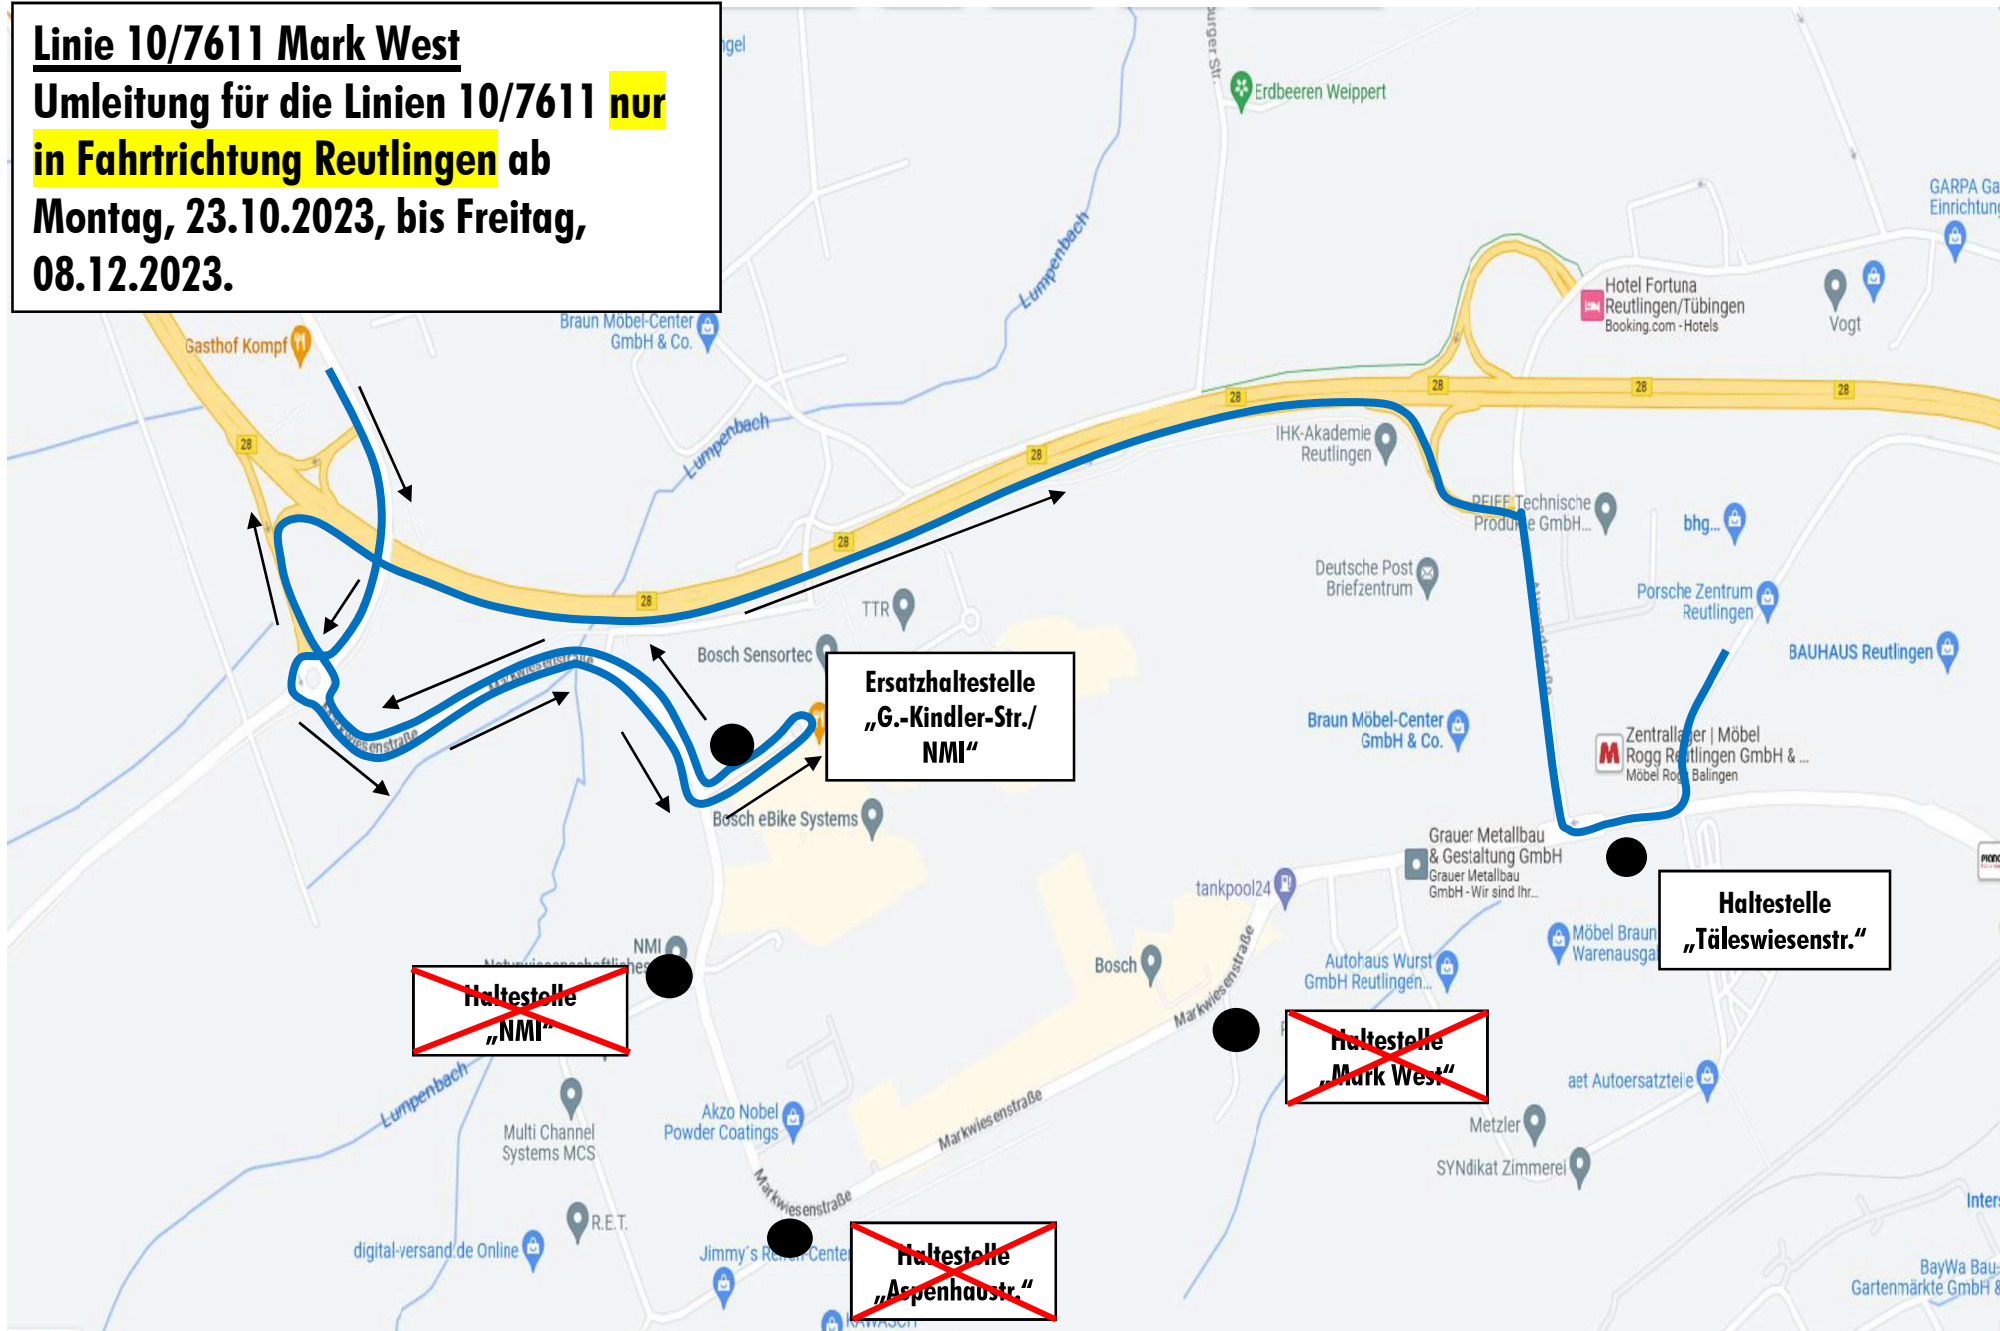 Linie 10/7611 Mark West
Umleitung für die Linien 10/7611 nur
in Fahrtrichtung Reutlingen ab
Montag, 23.10.2023, bis Freitag,
08.12.2023.
Erdbeeren Weippert
Lumpenbach
GARPA
Einrichtung
Hotel Fortuna
Reutlingen/Tübingen
Booking.com - Hotels
Vogt
Braun Möbel-Center
GmbH & Co.
Gasthof Kompf
28
28
28
28
28
28
28
28
Lumpenbach
IHK-Akademie
Reutlingen
Technische
GmbH...
bhg...
Deutsche Post
Briefzentrum
Porsche Zentrum
Reutlingen
BAUHAUS Reutlingen
TTR
Bosch Sensortec
Markwiesenstraße
Ersatzhaltestelle
„G.-Kindler-Str./
NMI“
Braun Möbel-Center
GmbH & Co.
Zentrallager | Möbel
Rogg Reutlingen GmbH & ...
Möbel Rogg Balingen
Bosch eBike Systems
Grauer Metallbau
& Gestaltung GmbH
Grauer Metallbau
GmbH - Wir sind Ihr...
tankpool24
Haltestelle
„Täleswiesenstr.“
Möbel Braun
NMI
Haltestelle
„NMI“
Bosch
Markwiesenstraße
Autohaus Wurst
GmbH Reutlingen...
Haltestelle
„Mark West“
aet Autoersatzteile
Lumpenbach
Multi Channel
Systems MCS
Akzo Nobel
Powder Coatings
Markwiesenstraße
Metzler
SYNdikat Zimmerei
Markwiesenstraße
R.E.T.
digital-versand.de Online
Jimmy's Reifen-Center
Haltestelle
„Aspenhaustr.“
BayWa Bau-
Gartenmärkte GmbH &